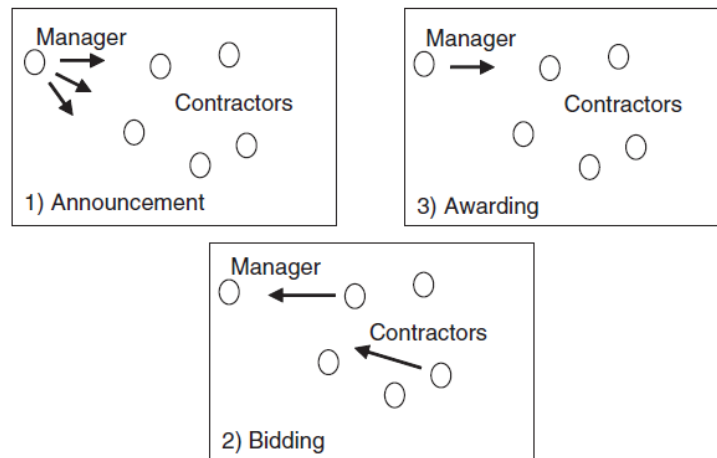 Manager
Contractors
1) Announcement
Manager
Contractors
3) Awarding
Manager
Contractors
2) Bidding